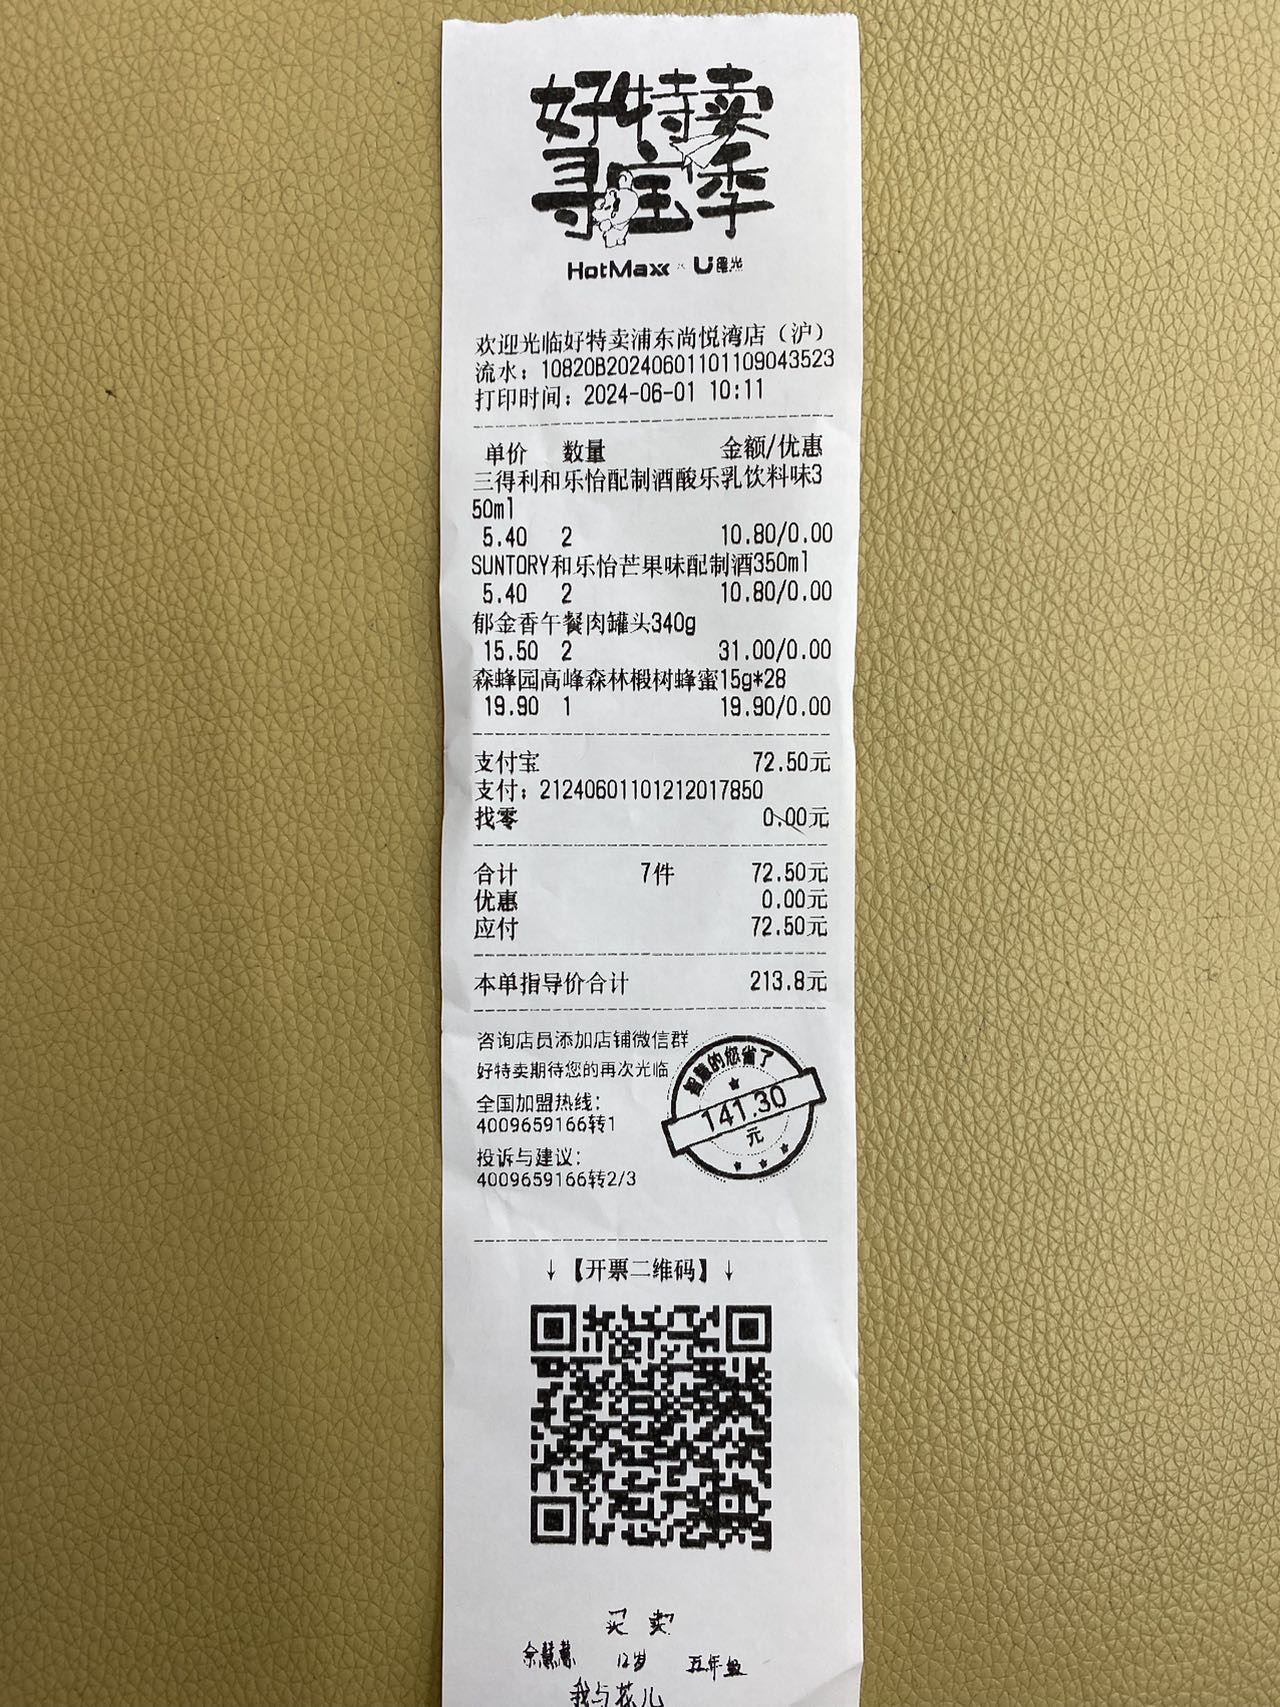 好特卖
寻宝季
HotMaxx × U星光
欢迎光临好特卖浦东尚悦湾店（沪）
流水：10820B20240601101109043523
打印时间：2024-06-01 10:11
单价 数量 金额/优惠
三得利和乐怡配制酒酸乐乳饮料味3
50ml
5.40 2 10.80/0.00
SUNTORY和乐怡芒果味配制酒350ml
5.40 2 10.80/0.00
郁金香午餐肉罐头340g
15.50 2 31.00/0.00
森蜂园高峰森林椴树蜂蜜15g*28
19.90 1 19.90/0.00
支付宝 72.50元
支付：21240601101212017850
找零 0.00元
合计 7件 72.50元
优惠 0.00元
应付 72.50元
本单指导价合计 213.8元
咨询店员添加店铺微信群
好特卖期待您的再次光临
全国加盟热线：
4009659166转1
投诉与建议：
4009659166转2/3
智慧的您省了
141.30
元
↓【开票二维码】↓
买卖
余慧慧 12岁 五年级
我与花儿